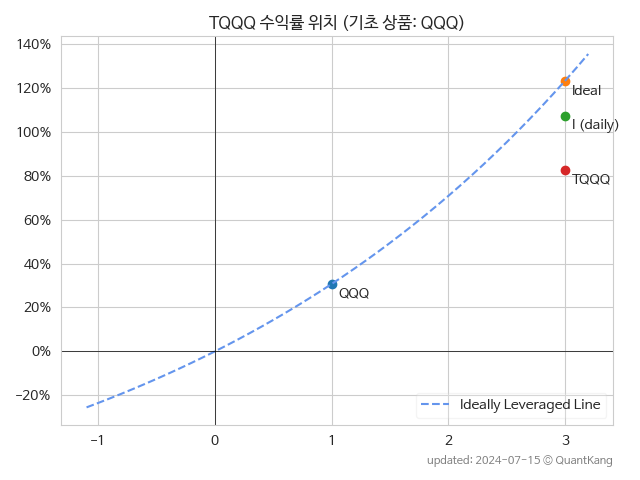 TQQQ 수익률 위치 (기초 상품: QQQ)
140%
120%
100%
80%
60%
40%
20%
0%
−20%
Ideal
I (daily)
TQQQ
QQQ
Ideally Leveraged Line
−1
0
1
2
3
updated: 2024-07-15 © QuantKang